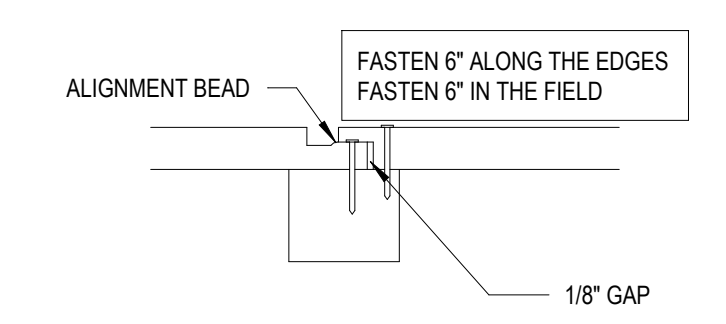 FASTEN 6" ALONG THE EDGES
FASTEN 6" IN THE FIELD
ALIGNMENT BEAD
1/8" GAP